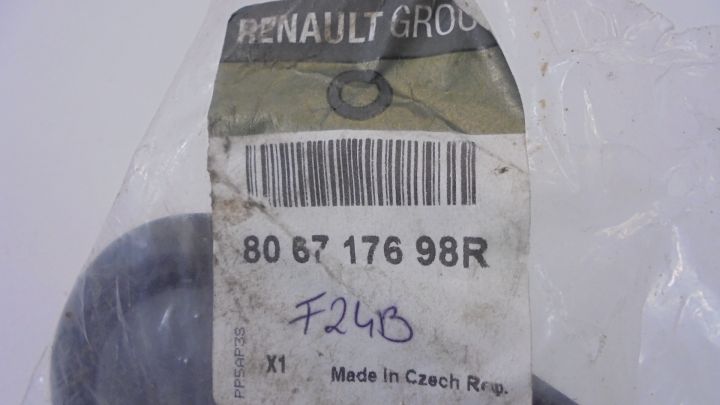 RENAULT GROU
80 67 176 98R
F24B
PP5AP3S
X1
Made in Czech Rep.